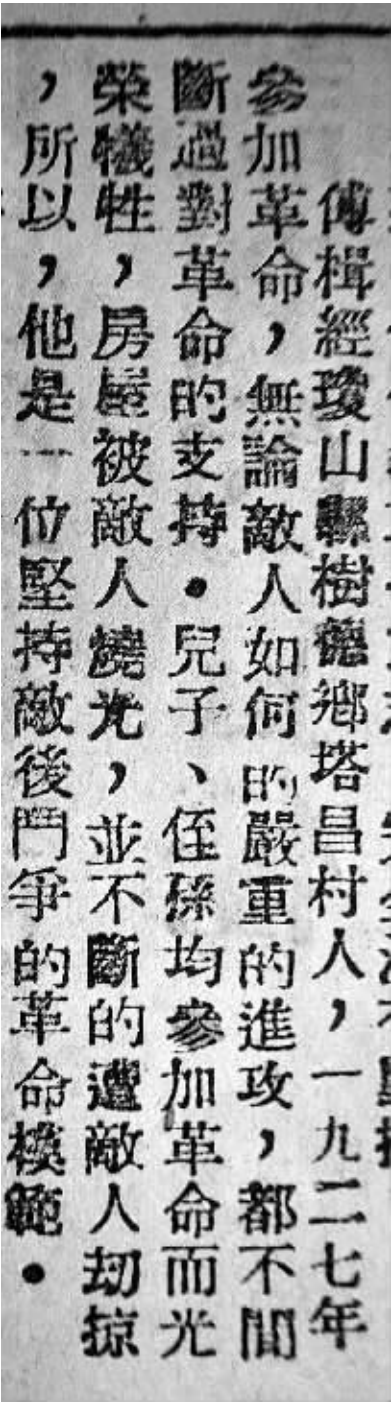 傅楫經瓊山縣樹德鄉塔昌村人，一九二七年
參加革命，無論敵人如何的嚴重的進攻，都不間
斷過對革命的支持。兒子、侄孫均參加革命而光
榮犧牲，房屋被敵人燒光，並不斷的遭敵人刧掠
，所以，他是一位堅持敵後鬥爭的革命模範。